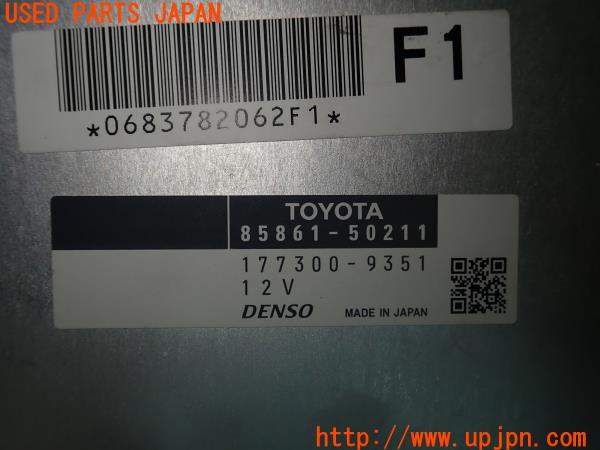 USED PARTS JAPAN
F1
*0683782062F1*
TOYOTA
85861-50211
177300-9351
12V
DENSO MADE IN JAPAN
http://www.upjpn.com